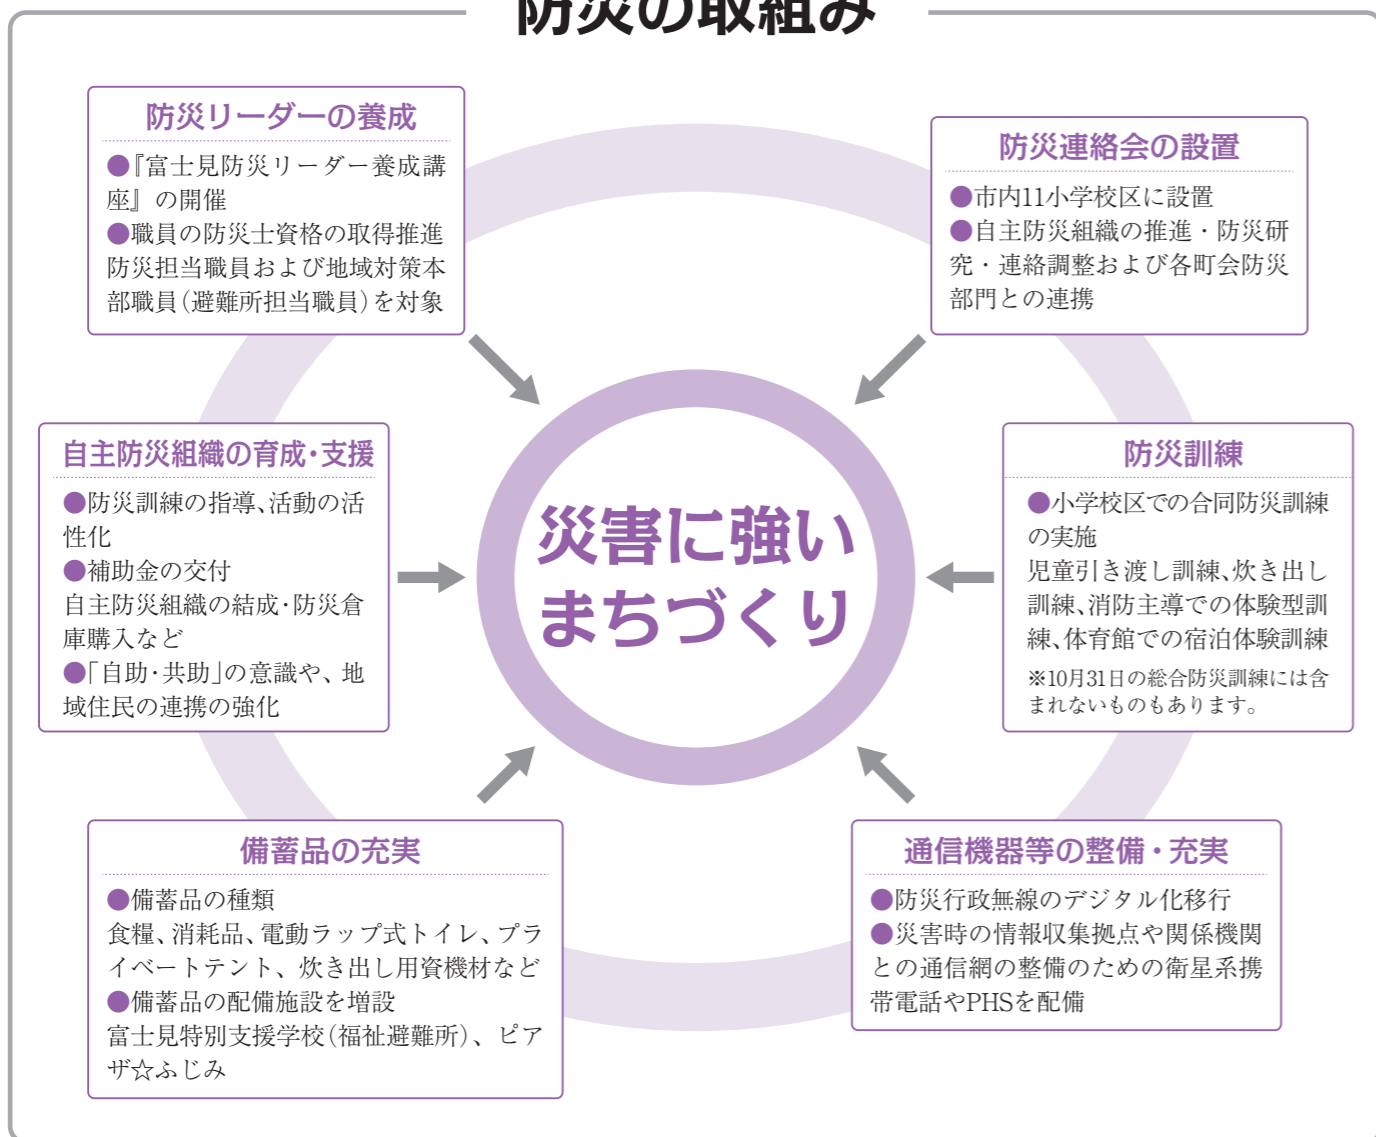 防災の取組み
防災リーダーの養成
●『富士見防災リーダー養成講
座』の開催
●職員の防災士資格の取得推進
防災担当職員および地域対策本
部職員(避難所担当職員)を対象
防災連絡会の設置
●市内11小学校区に設置
●自主防災組織の推進・防災研
究・連絡調整および各町会防災
部門との連携
自主防災組織の育成・支援
●防災訓練の指導、活動の活
性化
●補助金の交付
自主防災組織の結成・防災倉
庫購入など
●「自助・共助」の意識や、地
域住民の連携の強化
災害に強い
まちづくり
防災訓練
●小学校区での合同防災訓練
の実施
児童引き渡し訓練、炊き出し
訓練、消防主導での体験型訓
練、体育館での宿泊体験訓練
※10月31日の総合防災訓練には含
まれないものもあります。
備蓄品の充実
●備蓄品の種類
食糧、消耗品、電動ラップ式トイレ、プラ
イベートテント、炊き出し用資機材など
●備蓄品の配備施設を増設
富士見特別支援学校(福祉避難所)、ピア
ザ☆ふじみ
通信機器等の整備・充実
●防災行政無線のデジタル化移行
●災害時の情報収集拠点や関係機関
との通信網の整備のための衛星系携
帯電話やPHSを配備